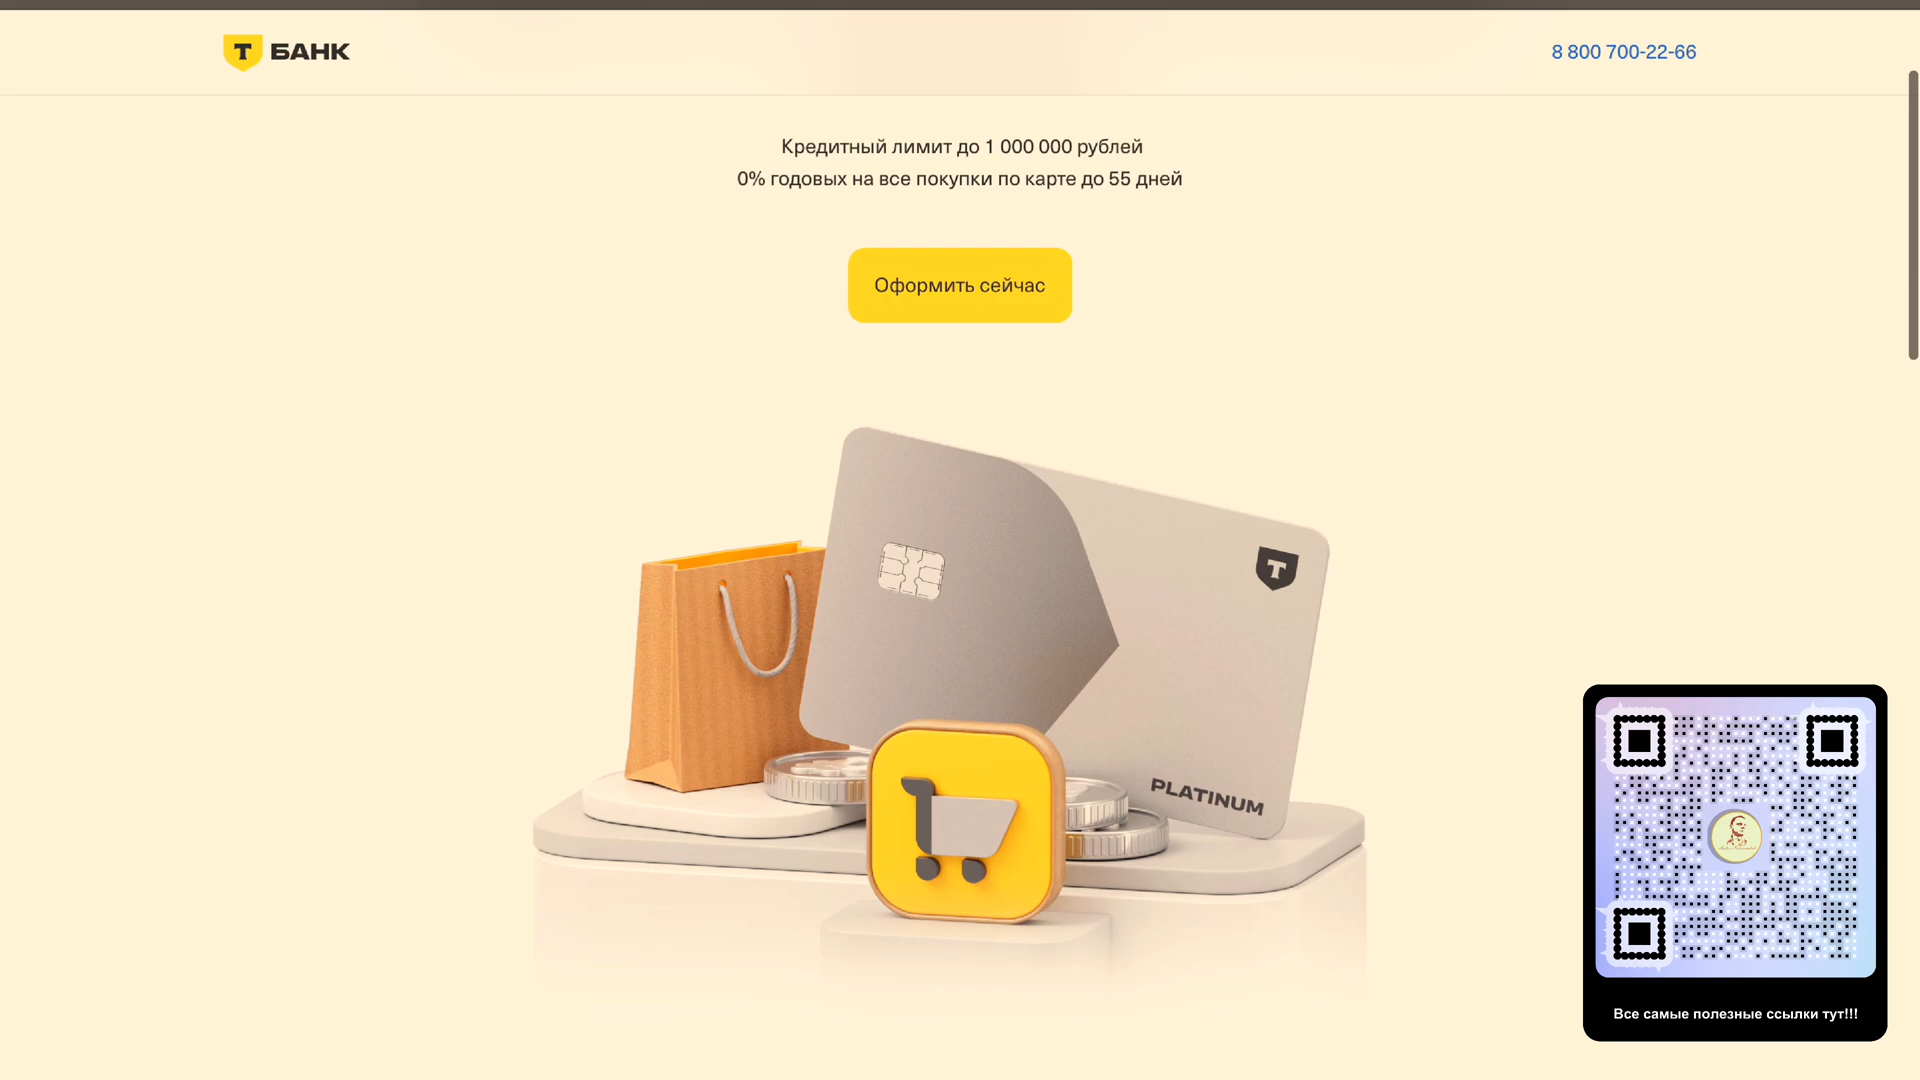 Т БАНК
8 800 700-22-66
Кредитный лимит до 1 000 000 рублей
0% годовых на все покупки по карте до 55 дней
Оформить сейчас
Т
PLATINUM
Все самые полезные ссылки тут!!!